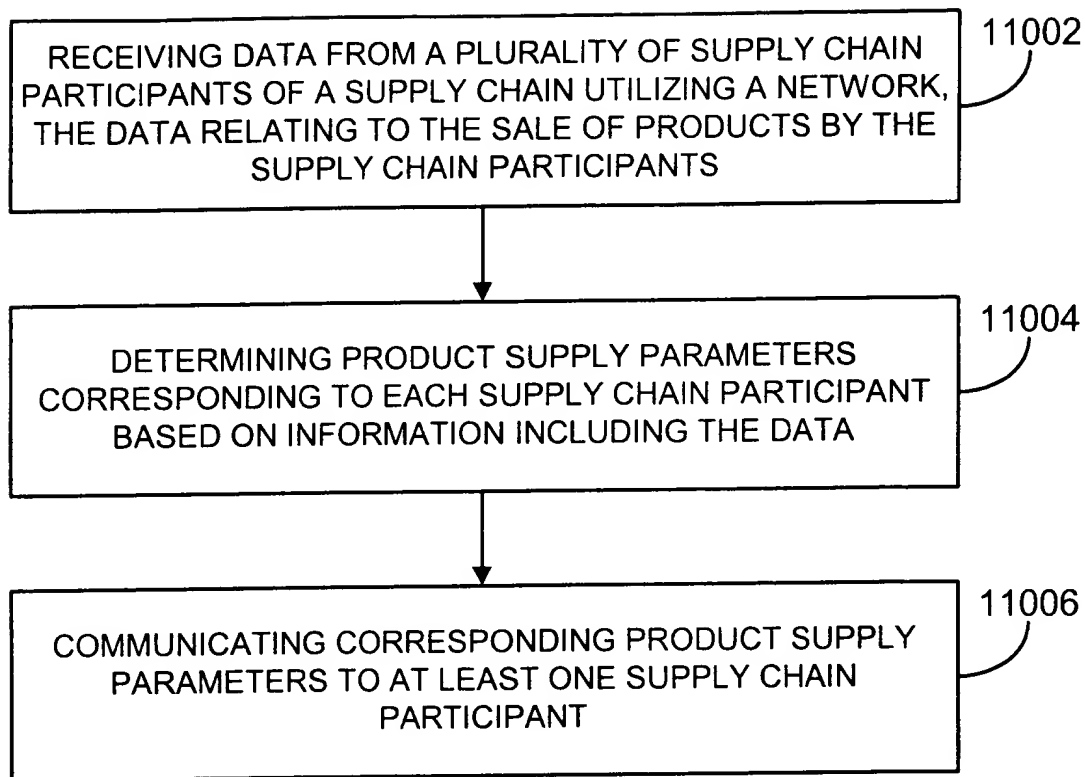 RECEIVING DATA FROM A PLURALITY OF SUPPLY CHAIN
PARTICIPANTS OF A SUPPLY CHAIN UTILIZING A NETWORK,
THE DATA RELATING TO THE SALE OF PRODUCTS BY THE
SUPPLY CHAIN PARTICIPANTS
11002
DETERMINING PRODUCT SUPPLY PARAMETERS
CORRESPONDING TO EACH SUPPLY CHAIN PARTICIPANT
BASED ON INFORMATION INCLUDING THE DATA
11004
COMMUNICATING CORRESPONDING PRODUCT SUPPLY
PARAMETERS TO AT LEAST ONE SUPPLY CHAIN
PARTICIPANT
11006